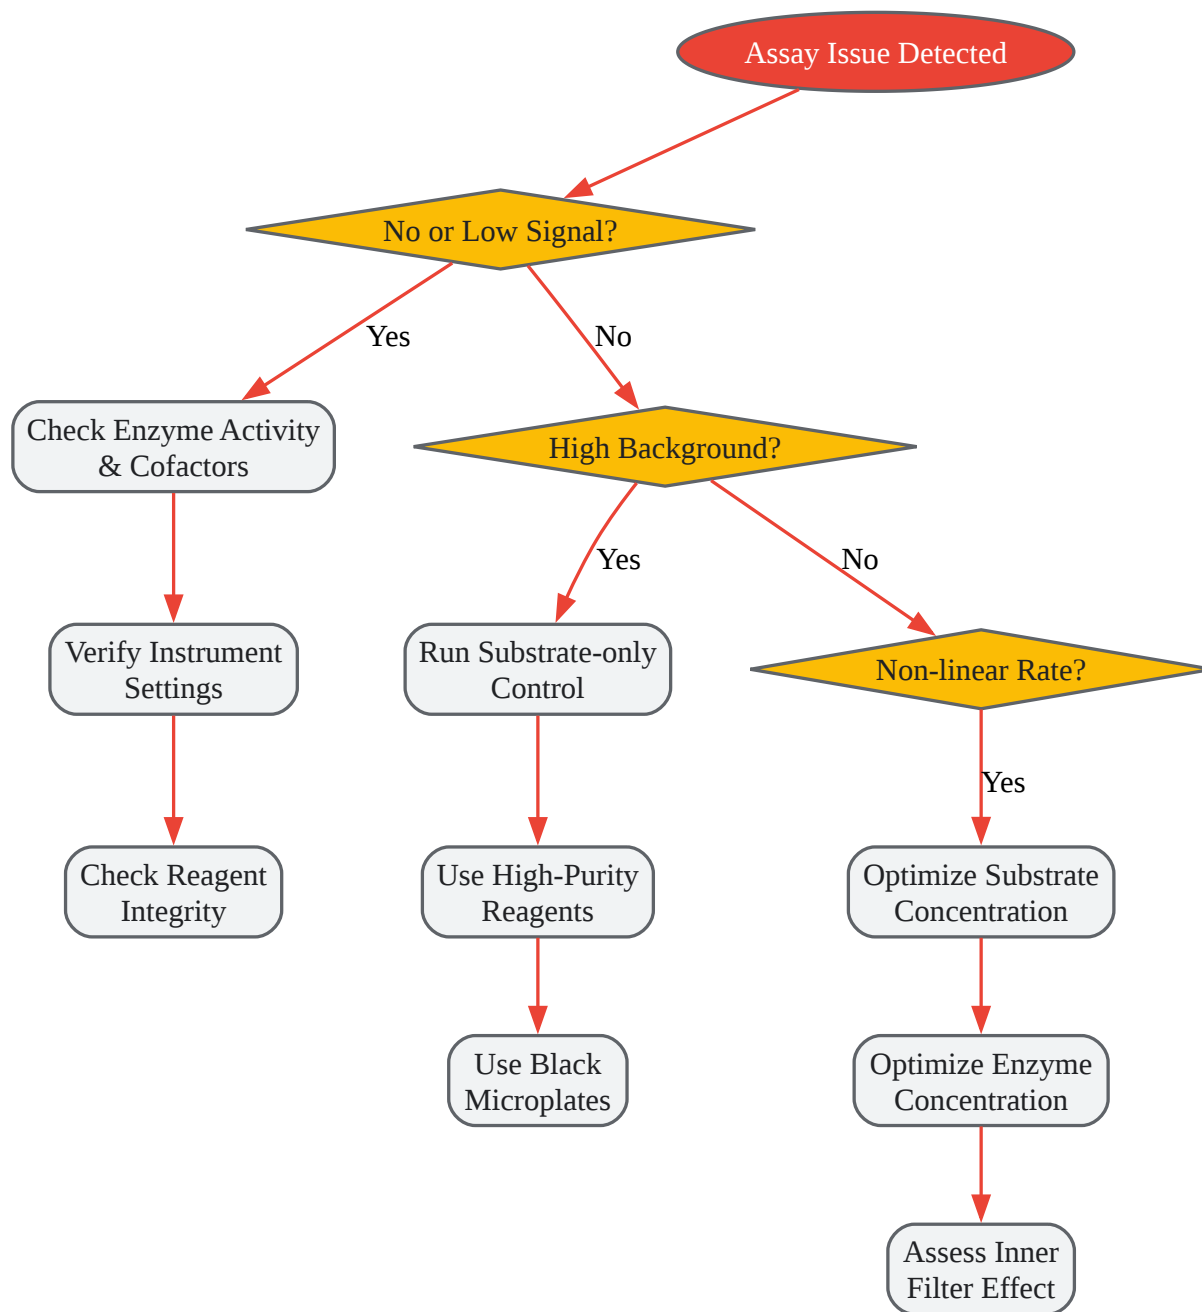 Assay Issue Detected
No or Low Signal?
Yes
No
Check Enzyme Activity
& Cofactors
High Background?
Yes
No
Verify Instrument
Settings
Run Substrate-only
Control
Non-linear Rate?
Yes
Check Reagent
Integrity
Use High-Purity
Reagents
Optimize Substrate
Concentration
Use Black
Microplates
Optimize Enzyme
Concentration
Assess Inner
Filter Effect